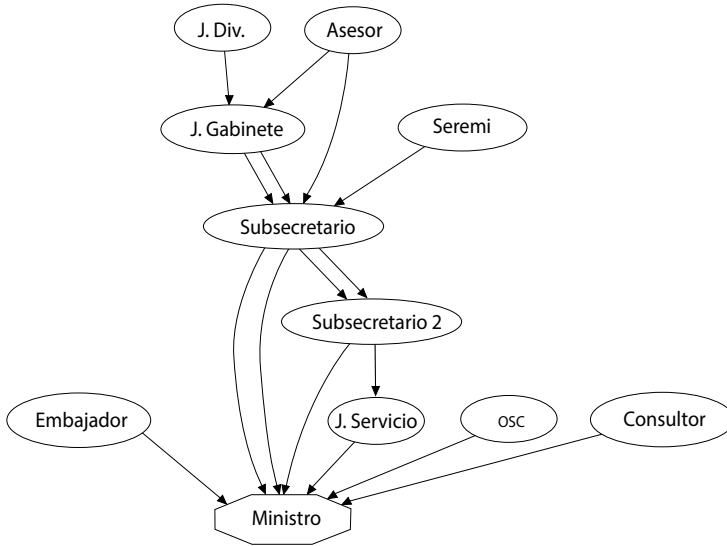 J. Div.
Asesor
J. Gabinete
Seremi
Subsecretario
Subsecretario 2
Embajador
J. Servicio
OSC
Consultor
Ministro